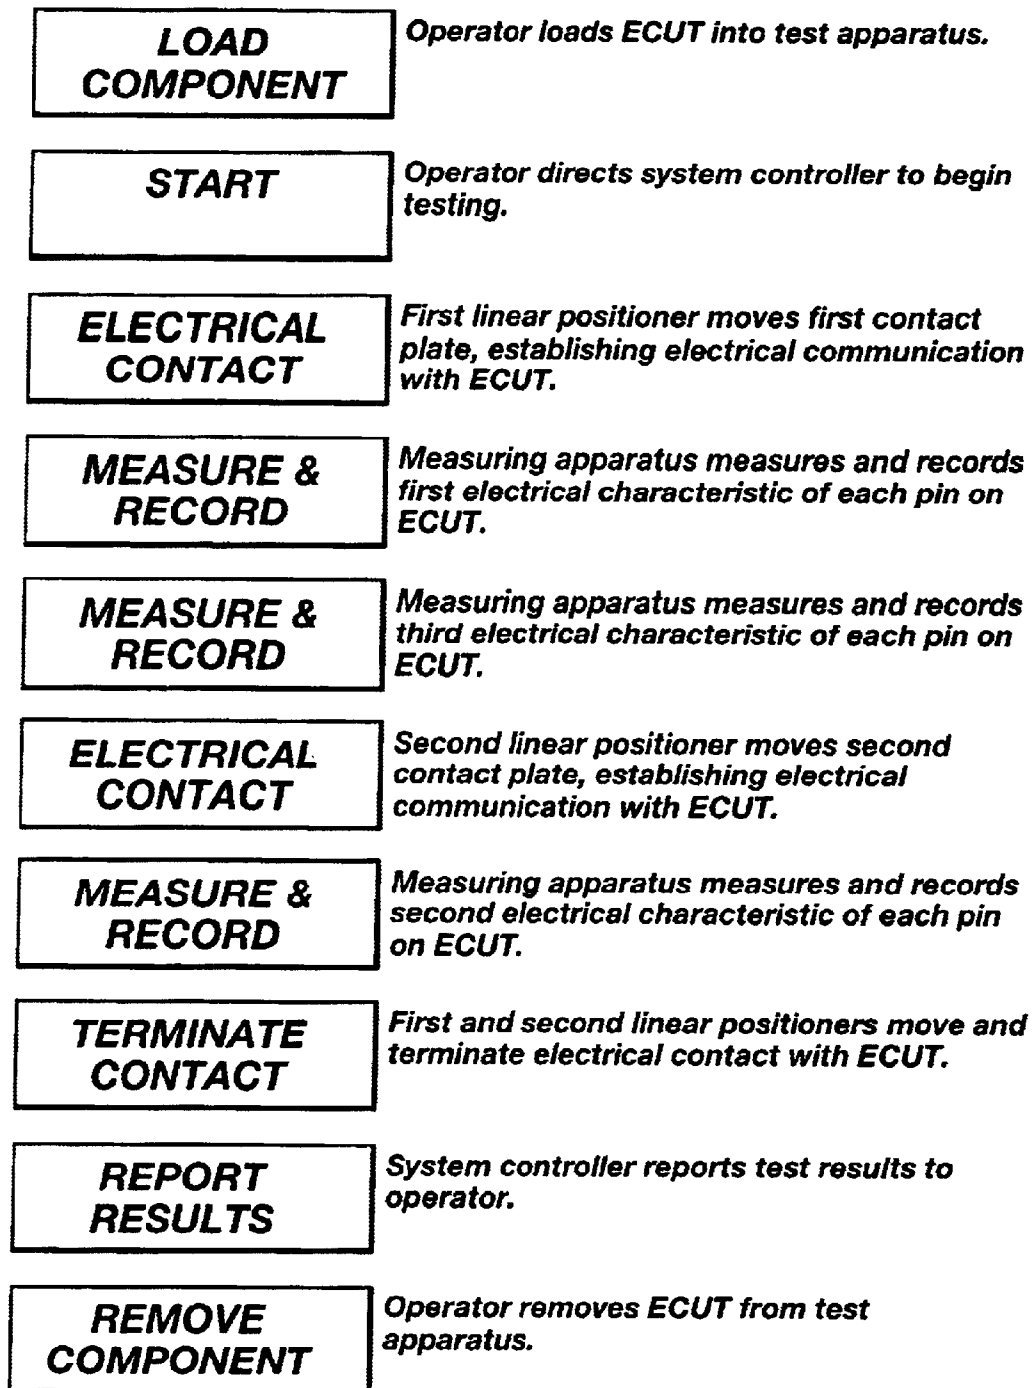 LOAD
COMPONENT
Operator loads ECUT into test apparatus.
START
Operator directs system controller to begin
testing.
ELECTRICAL
CONTACT
First linear positioner moves first contact
plate, establishing electrical communication
with ECUT.
MEASURE &
RECORD
Measuring apparatus measures and records
first electrical characteristic of each pin on
ECUT.
MEASURE &
RECORD
Measuring apparatus measures and records
third electrical characteristic of each pin on
ECUT.
ELECTRICAL
CONTACT
Second linear positioner moves second
contact plate, establishing electrical
communication with ECUT.
MEASURE &
RECORD
Measuring apparatus measures and records
second electrical characteristic of each pin
on ECUT.
TERMINATE
CONTACT
First and second linear positioners move and
terminate electrical contact with ECUT.
REPORT
RESULTS
System controller reports test results to
operator.
REMOVE
COMPONENT
Operator removes ECUT from test
apparatus.